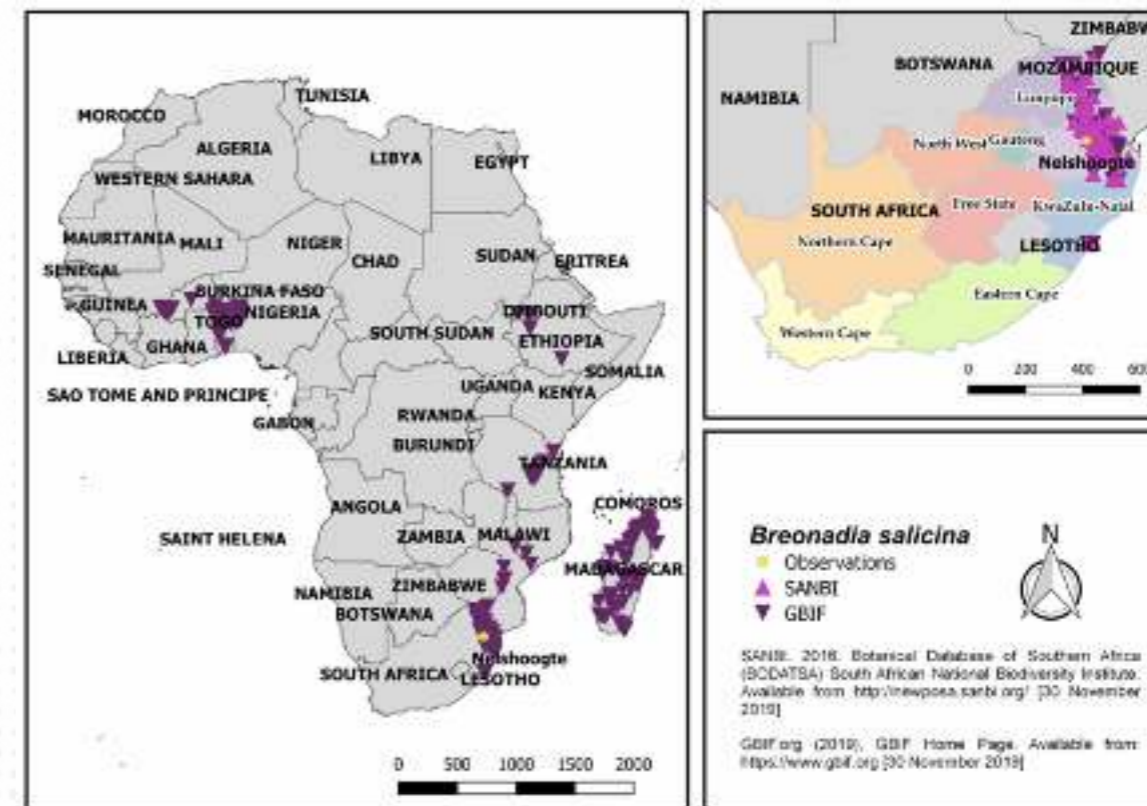 TUNISIA
MOROCCO
ALGERIA
LIBYA
EGYPT
WESTERN SAHARA
MAURITANIA
MALI
NIGER
CHAD
SUDAN
ERITREA
SENEGAL
GUINEA
BURKINA FASO
NIGERIA
DJIBOUTI
TOGO
SOUTH SUDAN
ETHIOPIA
LIBERIA
GHANA
SOMALIA
UGANDA
KENYA
SAO TOME AND PRINCIPE
GABON
RWANDA
BURUNDI
TANZANIA
ANGOLA
COMOROS
SAINT HELENA
ZAMBIA
MALAWI
MADAGASCAR
NAMIBIA
ZIMBABWE
BOTSWANA
Nelshoogte
SOUTH AFRICA
LESOTHO
0 500 1000 1500 2000
ZIMBABW
BOTSWANA
MOZAMBIQUE
NAMIBIA
Limpopo
North West
Gauteng
Nelshoogte
SOUTH AFRICA
Free State
KwaZulu-Natal
Northern Cape
LESOTHO
Eastern Cape
Western Cape
0 200 400 600
Breonadia salicina
N
Observations
SANBI
GBIF
SANBI. 2016. Botanical Database of Southern Africa
(BODATSA) South African National Biodiversity Institute.
Available from http://newposa.sanbi.org/ [30 November
2019]
GBIF.org (2019), GBIF Home Page. Available from:
https://www.gbif.org [30 November 2019]